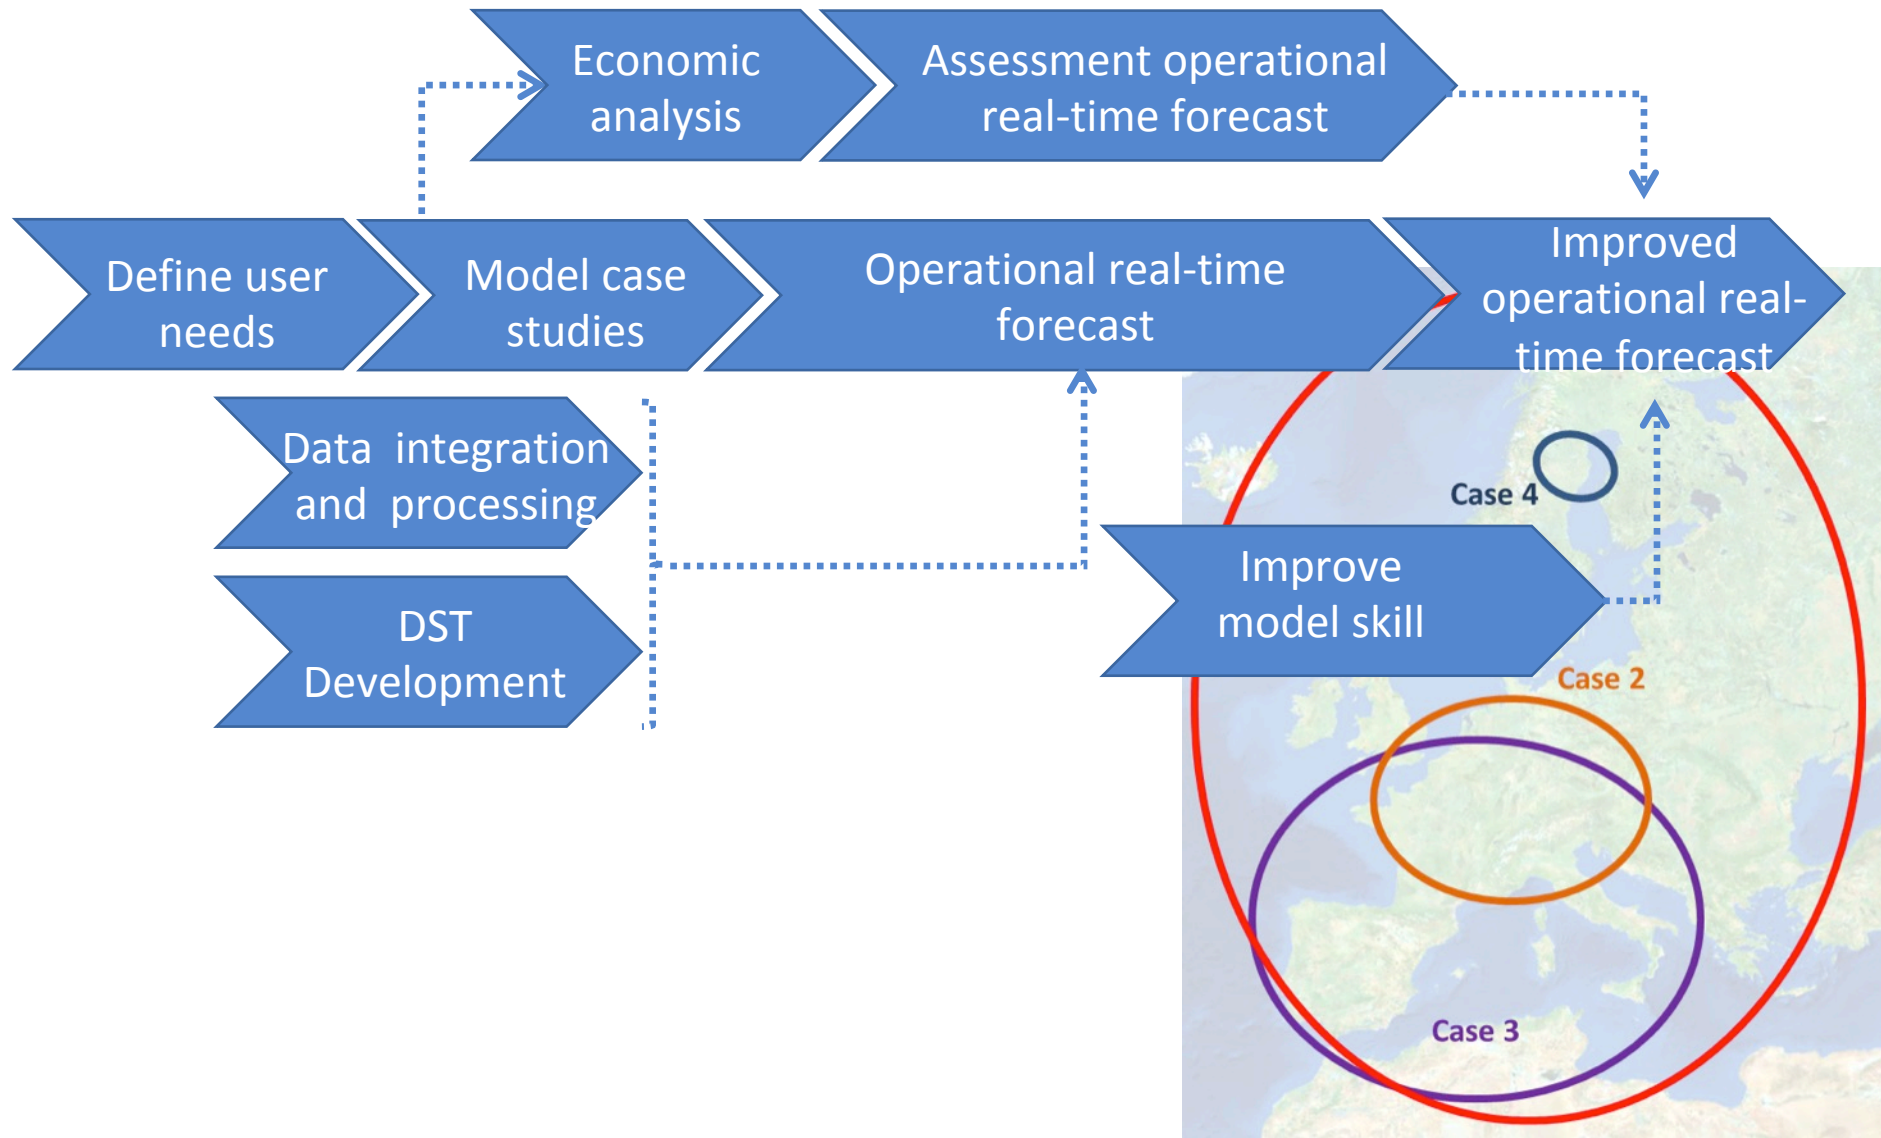 Economic
analysis
Assessment operational
real-time forecast
Define user
needs
Model case
studies
Operational real-time
forecast
Improved
operational real-
time forecast
Data integration
and processing
DST
Development
Case 4
Improve
model skill
Case 2
Case 3